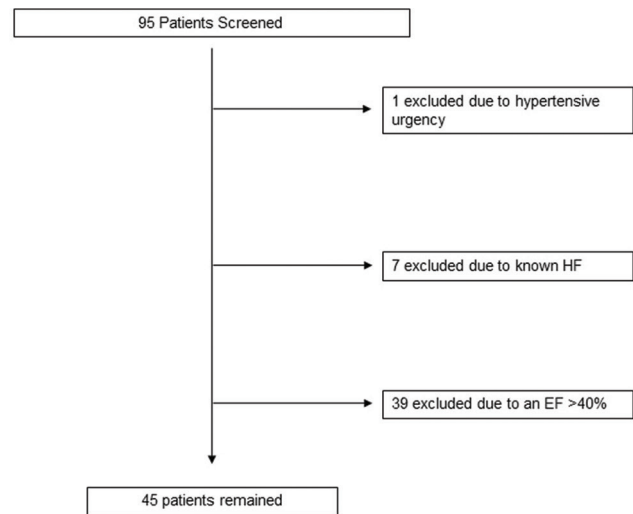 95 Patients Screened
1 excluded due to hypertensive
urgency
7 excluded due to known HF
39 excluded due to an EF >40%
45 patients remained